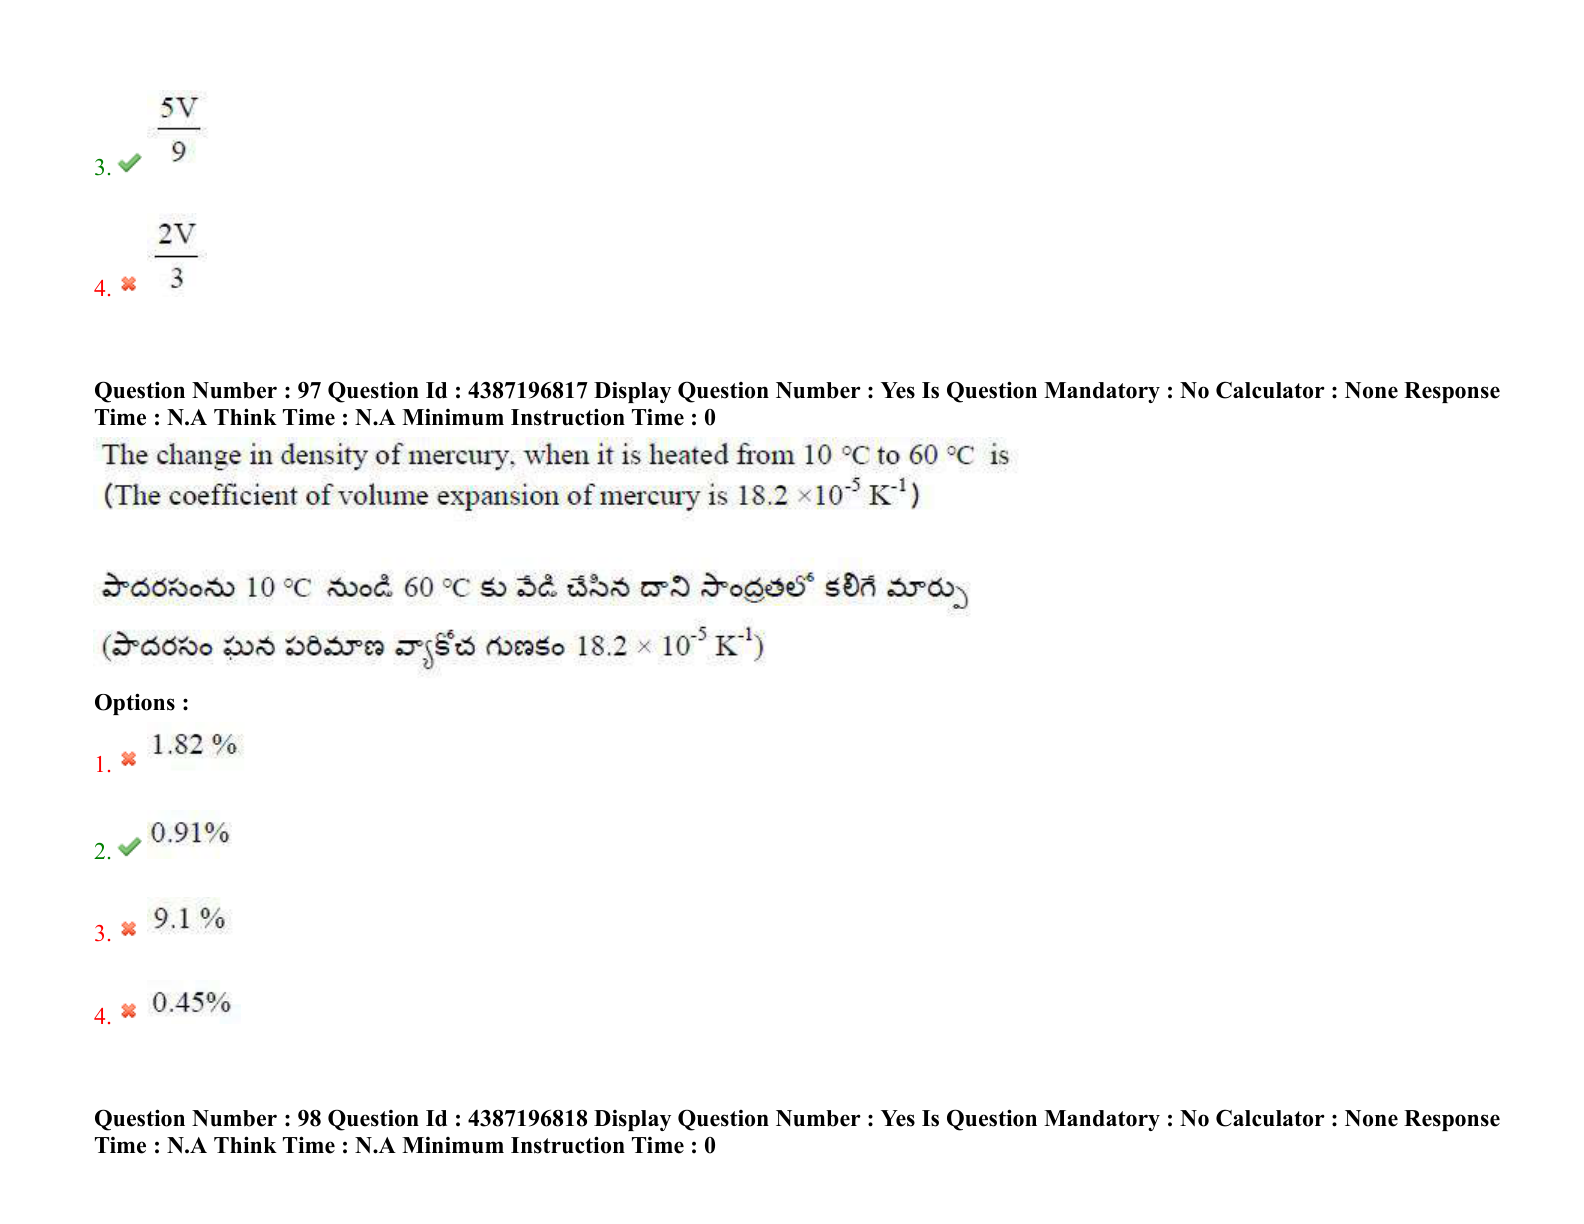 5V
9
3.
2V
3
4.
Question Number : 97 Question Id : 4387196817 Display Question Number : Yes Is Question Mandatory : No Calculator : None Response
Time : N.A Think Time : N.A Minimum Instruction Time : 0
The change in density of mercury, when it is heated from 10 °C to 60 °C is
(The coefficient of volume expansion of mercury is 18.2 ×10⁻⁵ K⁻¹)
పాదరసంను 10 °C నుండి 60 °C కు వేడి చేసిన దాని సాంద్రతలో కలిగే మార్పు
(పాదరసం ఘన పరిమాణ వ్యాకోచ గుణకం 18.2 × 10⁻⁵ K⁻¹)
Options :
1. 1.82 %
2. 0.91%
3. 9.1 %
4. 0.45%
Question Number : 98 Question Id : 4387196818 Display Question Number : Yes Is Question Mandatory : No Calculator : None Response
Time : N.A Think Time : N.A Minimum Instruction Time : 0